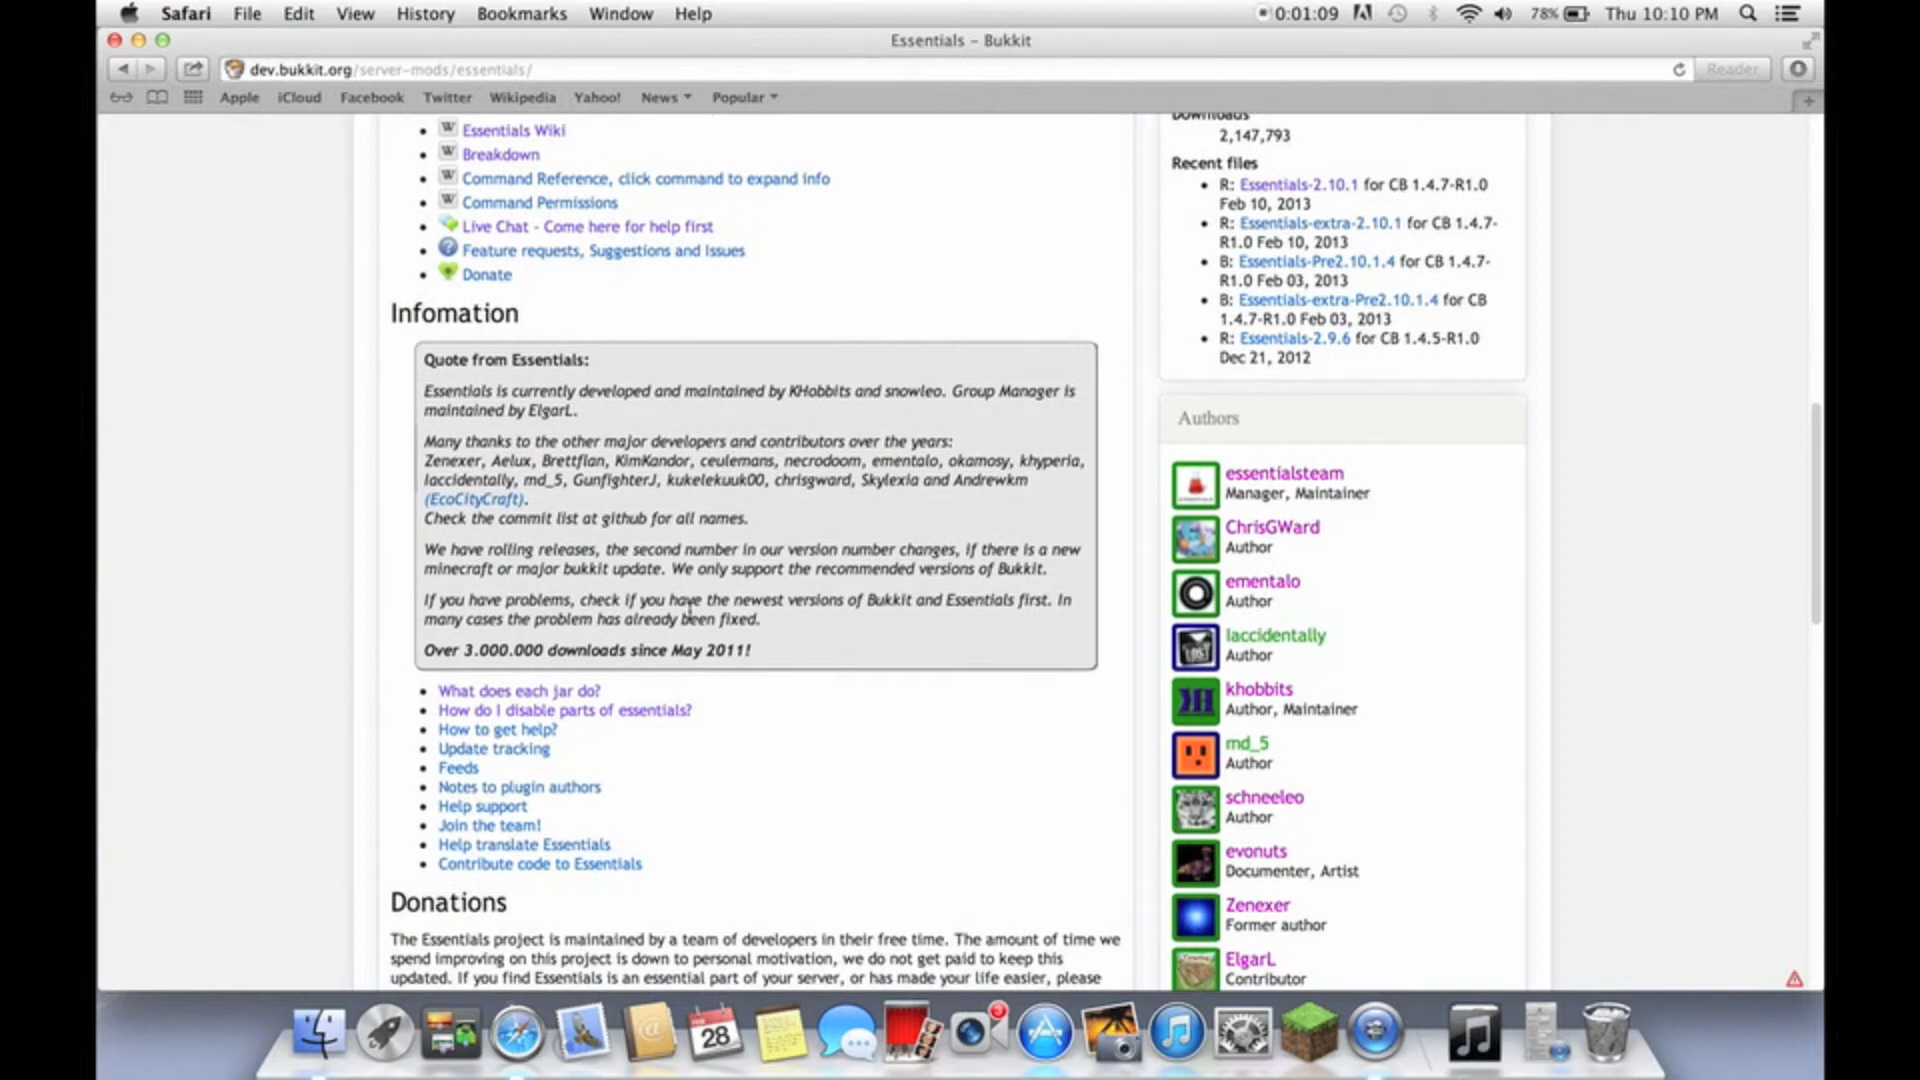 Safari File Edit View History Bookmarks Window Help 0:01:09 78% Thu 10:10 PM
Essentials – Bukkit
dev.bukkit.org/server-mods/essentials/ Reader
Apple iCloud Facebook Twitter Wikipedia Yahoo! News Popular
W Essentials Wiki
W Breakdown
W Command Reference, click command to expand info
W Command Permissions
Live Chat - Come here for help first
? Feature requests, Suggestions and Issues
Donate
Infomation
Quote from Essentials:
Essentials is currently developed and maintained by KHobbits and snowleo. Group Manager is
maintained by ElgarL.
Many thanks to the other major developers and contributors over the years:
Zenexer, Aelux, Brettflan, KimKandor, ceulemans, necrodoom, ementalo, okamosy, khyperia,
Iaccidentally, md_5, GunfighterJ, kukelekuuk00, chrisgward, Skylexia and Andrewkm
(EcoCityCraft).
Check the commit list at github for all names.
We have rolling releases, the second number in our version number changes, if there is a new
minecraft or major bukkit update. We only support the recommended versions of Bukkit.
If you have problems, check if you have the newest versions of Bukkit and Essentials first. In
many cases the problem has already been fixed.
Over 3.000.000 downloads since May 2011!
What does each jar do?
How do I disable parts of essentials?
How to get help?
Update tracking
Feeds
Notes to plugin authors
Help support
Join the team!
Help translate Essentials
Contribute code to Essentials
Donations
The Essentials project is maintained by a team of developers in their free time. The amount of time we
spend improving on this project is down to personal motivation, we do not get paid to keep this
updated. If you find Essentials is an essential part of your server, or has made your life easier, please
Downloads
2,147,793
Recent files
R: Essentials-2.10.1 for CB 1.4.7-R1.0
Feb 10, 2013
R: Essentials-extra-2.10.1 for CB 1.4.7-
R1.0 Feb 10, 2013
B: Essentials-Pre2.10.1.4 for CB 1.4.7-
R1.0 Feb 03, 2013
B: Essentials-extra-Pre2.10.1.4 for CB
1.4.7-R1.0 Feb 03, 2013
R: Essentials-2.9.6 for CB 1.4.5-R1.0
Dec 21, 2012
Authors
essentialsteam
Manager, Maintainer
ChrisGWard
Author
ementalo
Author
Iaccidentally
Author
khobbits
Author, Maintainer
md_5
Author
schneeleo
Author
evonuts
Documenter, Artist
Zenexer
Former author
ElgarL
Contributor
28
3